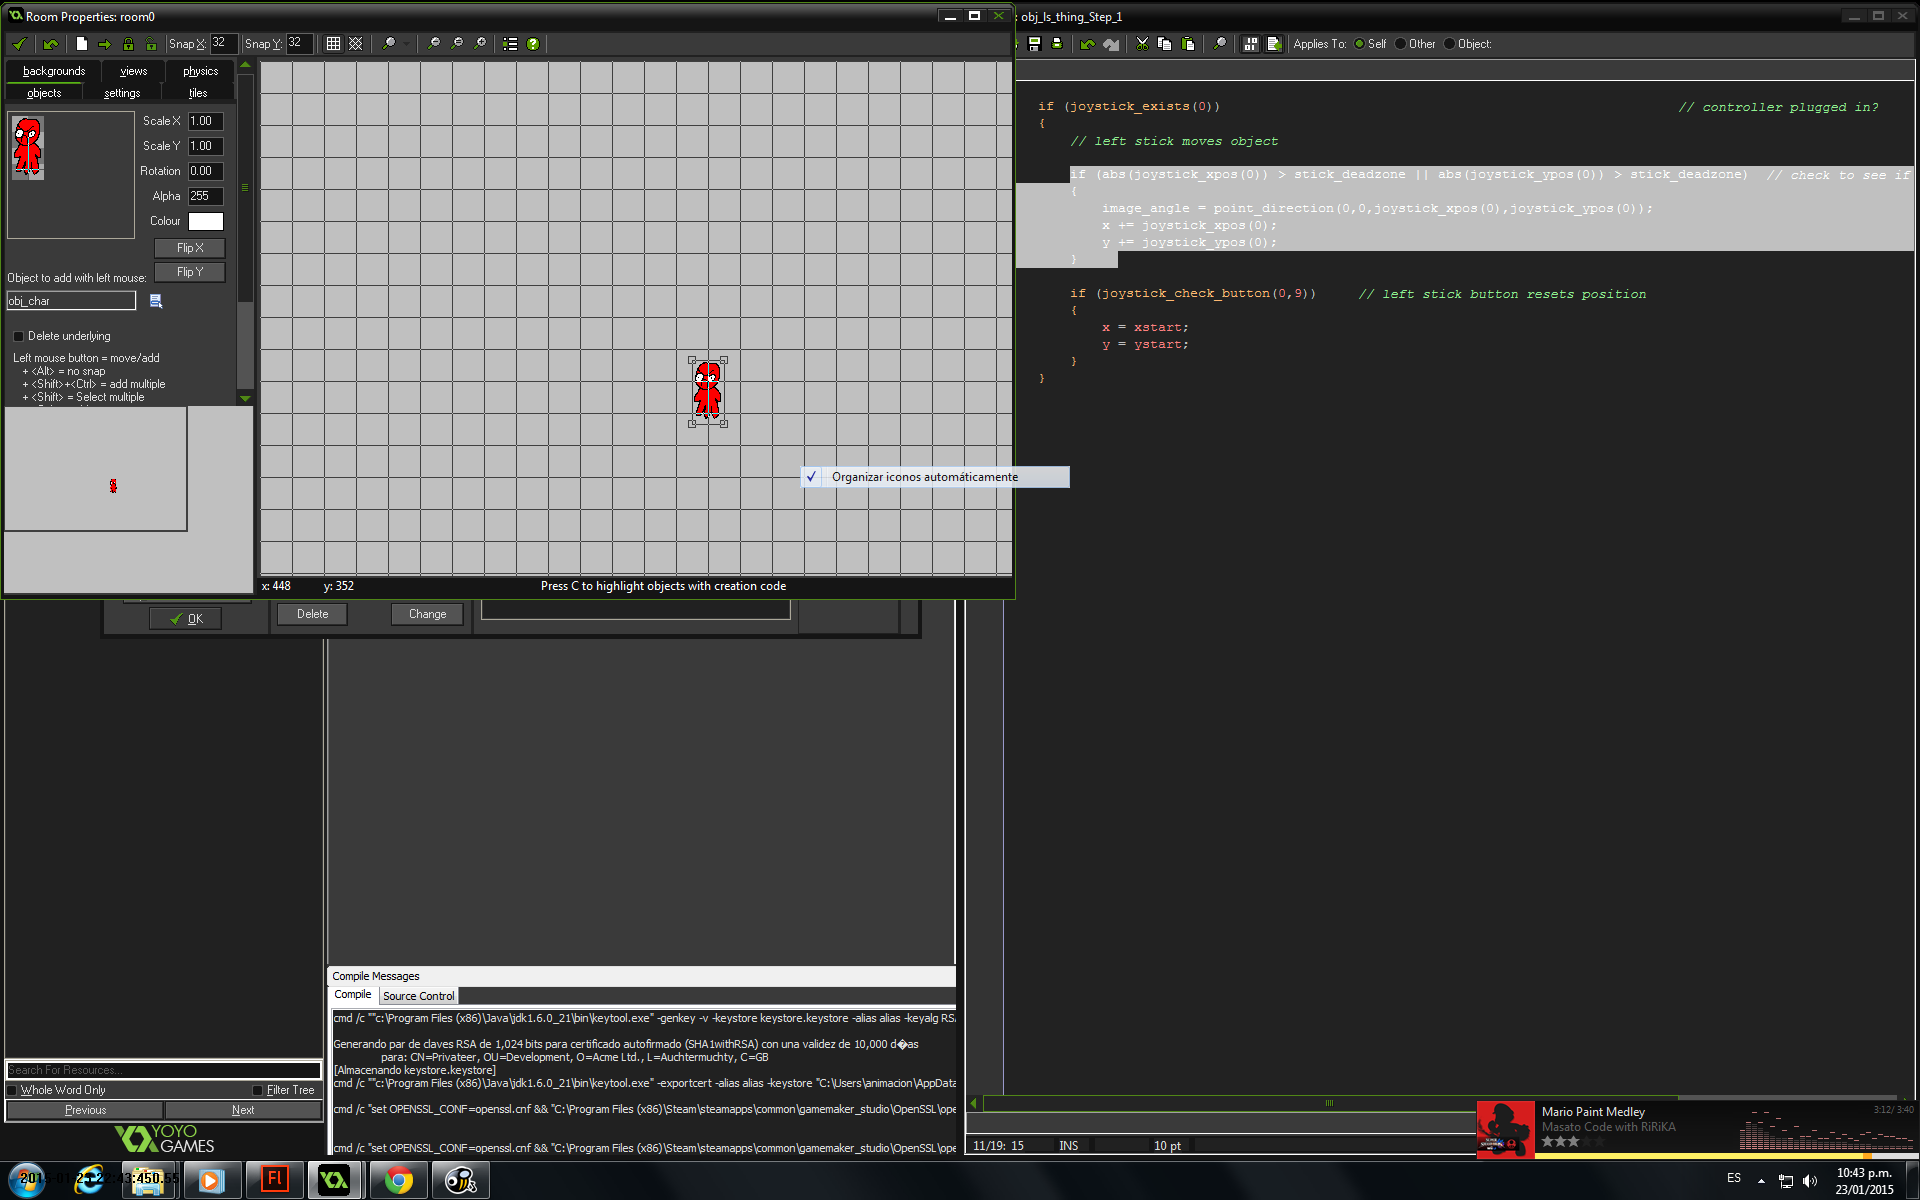 Room Properties: room0
Snap X: 32 Snap Y: 32
backgrounds views physics
objects settings tiles
Scale X 1.00
Scale Y 1.00
Rotation 0.00
Alpha 255
Colour
Flip X
Flip Y
Object to add with left mouse:
obj_char
Delete underlying
Left mouse button = move/add
+ <Alt> = no snap
+ <Shift>+<Ctrl> = add multiple
+ <Shift> = Select multiple
x: 448 y: 352 Press C to highlight objects with creation code
Organizar iconos automáticamente
OK Delete Change
: obj_ls_thing_Step_1
Applies To: Self Other Object:
if (joystick_exists(0)) // controller plugged in?
{
// left stick moves object
if (abs(joystick_xpos(0)) > stick_deadzone || abs(joystick_ypos(0)) > stick_deadzone) // check to see if
{
image_angle = point_direction(0,0,joystick_xpos(0),joystick_ypos(0));
x += joystick_xpos(0);
y += joystick_ypos(0);
}
if (joystick_check_button(0,9)) // left stick button resets position
{
x = xstart;
y = ystart;
}
}
Compile Messages
Compile Source Control
cmd /c ""c:\Program Files (x86)\Java\jdk1.6.0_21\bin\keytool.exe" -genkey -v -keystore keystore.keystore -alias alias -keyalg RS
Generando par de claves RSA de 1,024 bits para certificado autofirmado (SHA1withRSA) con una validez de 10,000 d�as
para: CN=Privateer, OU=Development, O=Acme Ltd., L=Auchtermuchty, C=GB
[Almacenando keystore.keystore]
cmd /c ""c:\Program Files (x86)\Java\jdk1.6.0_21\bin\keytool.exe" -exportcert -alias alias -keystore "C:\Users\animacion\AppData
cmd /c "set OPENSSL_CONF=openssl.cnf && "C:\Program Files (x86)\Steam\steamapps\common\gamemaker_studio\OpenSSL\ope
cmd /c "set OPENSSL_CONF=openssl.cnf && "C:\Program Files (x86)\Steam\steamapps\common\gamemaker_studio\OpenSSL\ope
Search For Resources...
Whole Word Only Filter Tree
Previous Next
YOYO
GAMES
11/19: 15 INS 10 pt
Mario Paint Medley
Masato Code with RiRiKA
3:12/ 3:40
Fl
ES
10:43 p.m.
23/01/2015